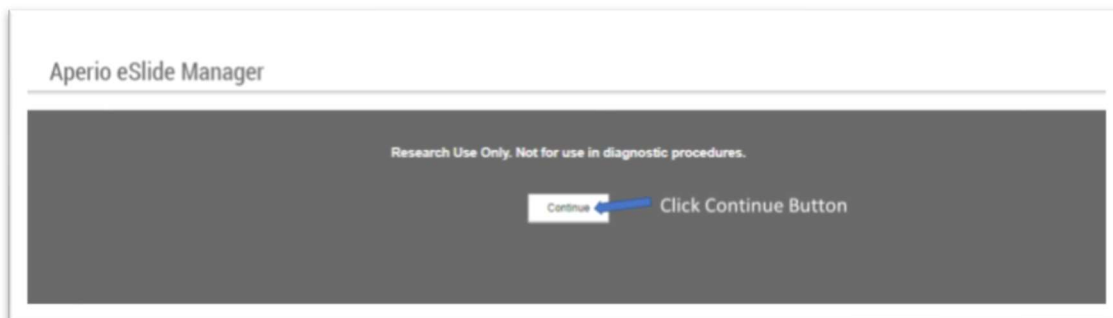 Aperio eSlide Manager
Research Use Only. Not for use in diagnostic procedures.
Continue
Click Continue Button